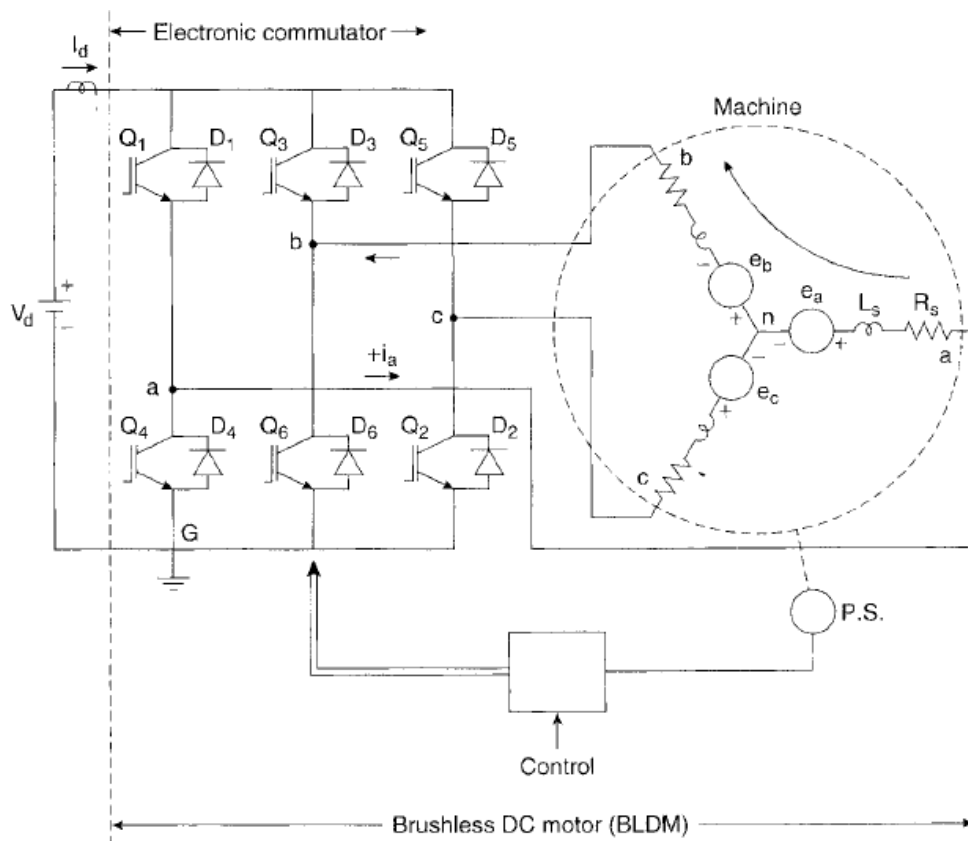 Electronic commutator
I_d
Machine
Q_1
D_1
Q_3
D_3
Q_5
D_5
b
b
e_b
e_a
L_s
R_s
+
-
V_d
n
-
+
-
+
a
c
-
+
e_c
+i_a
a
Q_4
D_4
Q_6
D_6
Q_2
D_2
c
G
P.S.
Control
Brushless DC motor (BLDM)